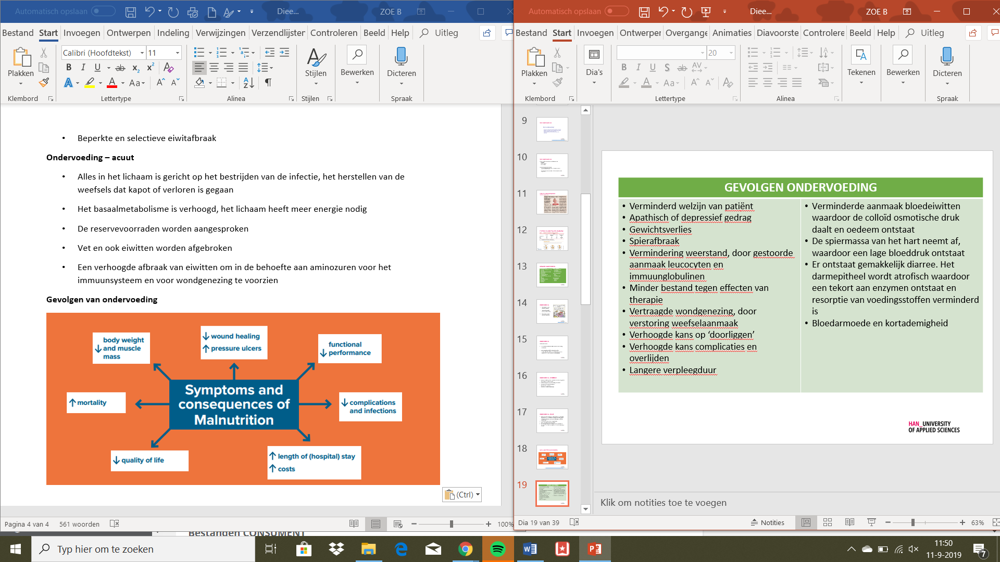 Automatisch opslaan
Diee...
ZOE B
Bestand Start Invoegen Ontwerpen Indeling Verwijzingen Verzendlijster Controleren Beeld Help Uitleg
Calibri (Hoofdtekst) 11
Plakken
Stijlen
Bewerken
Dicteren
Klembord Lettertype Alinea Stijlen Spraak
• Beperkte en selectieve eiwitafbraak
Ondervoeding – acuut
• Alles in het lichaam is gericht op het bestrijden van de infectie, het herstellen van de
weefsels dat kapot of verloren is gegaan
• Het basaalmetabolisme is verhoogd, het lichaam heeft meer energie nodig
• De reservevoorraden worden aangesproken
• Vet en ook eiwitten worden afgebroken
• Een verhoogde afbraak van eiwitten om in de behoefte aan aminozuren voor het
immuunsysteem en voor wondgenezing te voorzien
Gevolgen van ondervoeding
↓ body weight
and muscle
mass
↓ wound healing
↑ pressure ulcers
functional
↓ performance
↑ mortality
Symptoms and
consequences of
Malnutrition
↓ complications
and infections
↓ quality of life
↑ length of (hospital) stay
↑ costs
(Ctrl)
Pagina 4 van 4 561 woorden
100%
Automatisch opslaan
Diee...
ZOE B
Bestand Start Invoegen Ontwerper Overgange Animaties Diavoorste Controlere Beeld Help Uitleg
20
Plakken
Dia's
Tekenen
Bewerken
Dicteren
Klembord Lettertype Alinea Spraak
9
10
11
12
13
14
15
16
17
18
19
GEVOLGEN ONDERVOEDING
• Verminderd welzijn van patiënt
• Apathisch of depressief gedrag
• Gewichtsverlies
• Spierafbraak
• Vermindering weerstand, door gestoorde
aanmaak leucocyten en
immuunglobulinen
• Minder bestand tegen effecten van
therapie
• Vertraagde wondgenezing, door
verstoring weefselaanmaak
• Verhoogde kans op ‘doorliggen’
• Verhoogde kans complicaties en
overlijden
• Langere verpleegduur
• Verminderde aanmaak bloedeiwitten
waardoor de colloïd osmotische druk
daalt en oedeem ontstaat
• De spiermassa van het hart neemt af,
waardoor een lage bloeddruk ontstaat
• Er ontstaat gemakkelijk diarree. Het
darmepitheel wordt atrofisch waardoor
een tekort aan enzymen ontstaat en
resorptie van voedingsstoffen verminderd
is
• Bloedarmoede en kortademigheid
HAN_UNIVERSITY
OF APPLIED SCIENCES
Klik om notities toe te voegen
Dia 19 van 39
Notities
63%
Bestanden CONSUMENT
Typ hier om te zoeken
11:50
11-9-2019
7